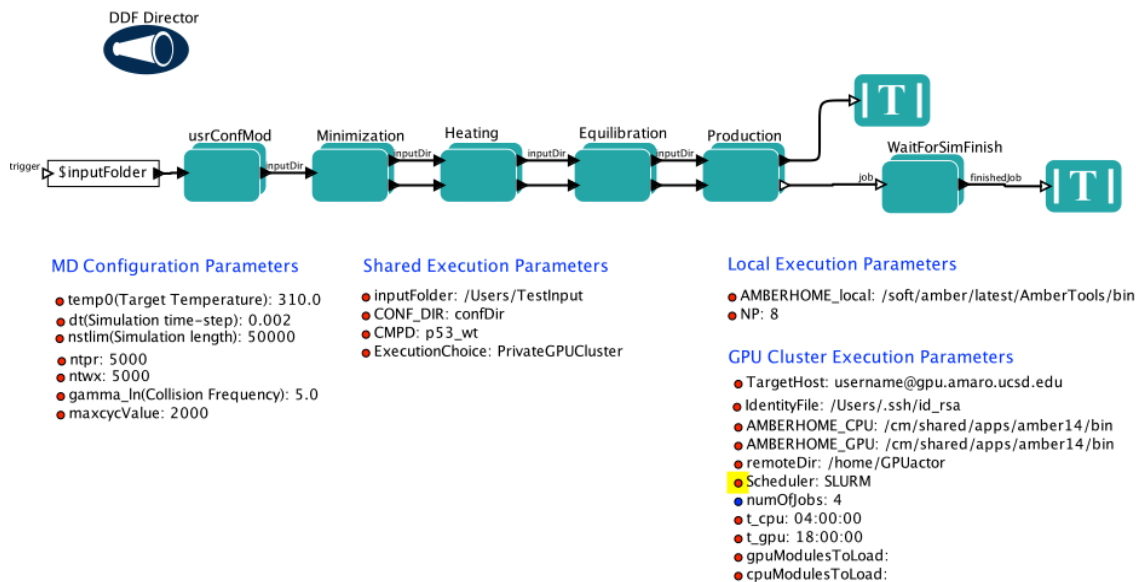 DDF Director
usrConfMod
Minimization
Heating
Equilibration
Production
WaitForSimFinish
trigger
$inputFolder
inputDir
inputDir
inputDir
inputDir
job
finishedJob
T
T
MD Configuration Parameters
temp0(Target Temperature): 310.0
dt(Simulation time-step): 0.002
nstlim(Simulation length): 50000
ntpr: 5000
ntwx: 5000
gamma_ln(Collision Frequency): 5.0
maxcycValue: 2000
Shared Execution Parameters
inputFolder: /Users/TestInput
CONF_DIR: confDir
CMPD: p53_wt
ExecutionChoice: PrivateGPUCluster
Local Execution Parameters
AMBERHOME_local: /soft/amber/latest/AmberTools/bin
NP: 8
GPU Cluster Execution Parameters
TargetHost: username@gpu.amaro.ucsd.edu
IdentityFile: /Users/.ssh/id_rsa
AMBERHOME_CPU: /cm/shared/apps/amber14/bin
AMBERHOME_GPU: /cm/shared/apps/amber14/bin
remoteDir: /home/GPUactor
Scheduler: SLURM
numOfJobs: 4
t_cpu: 04:00:00
t_gpu: 18:00:00
gpuModulesToLoad:
cpuModulesToLoad: